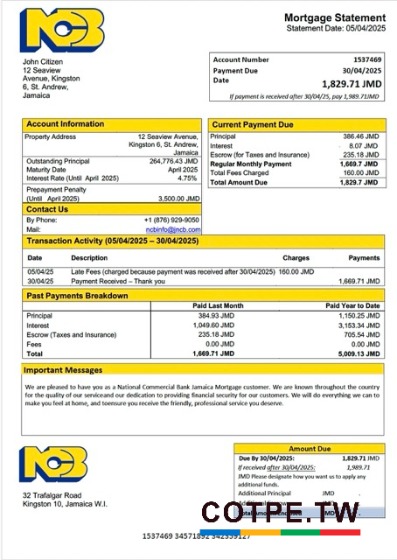 NCB
Mortgage Statement
Statement Date: 05/04/2025
John Citizen
12 Seaview
Avenue, Kingston
6, St. Andrew,
Jamaica
Account Number 1537469
Payment Due 30/04/2025
Date
1,829.71 JMD
If payment is received after 30/04/25, pay 1,989.71JMD
Account Information
Property Address 12 Seaview Avenue,
Kingston 6, St. Andrew,
Jamaica
Outstanding Principal 264,776.43 JMD
Maturity Date April 2025
Interest Rate (Until April 2025) 4.75%
Prepayment Penalty
(Until April 2025) 3,500.00 JMD
Contact Us
By Phone: +1 (876) 929-9050
Mail: ncbinfo@jncb.com
Current Payment Due
Principal 386.46 JMD
Interest 8.07 JMD
Escrow (for Taxes and Insurance) 235.18 JMD
Regular Monthly Payment 1,669.7 JMD
Total Fees Charged 160.00 JMD
Total Amount Due 1,829.7 JMD
Transaction Activity (05/04/2025 – 30/04/2025)
Date Description Charges Payments
05/04/25 Late Fees (charged because payment was received after 30/04/2025) 160.00 JMD
30/04/25 Payment Received – Thank you 1,669.71 JMD
Past Payments Breakdown
Paid Last Month Paid Year to Date
Principal 384.93 JMD 1,150.25 JMD
Interest 1,049.60 JMD 3,153.34 JMD
Escrow (Taxes and Insurance) 235.18 JMD 705.54 JMD
Fees 0.00 JMD 0.00 JMD
Total 1,669.71 JMD 5,009.13 JMD
Important Messages
We are pleased to have you as a National Commercial Bank Jamaica Mortgage customer. We are known throughout the country
for the quality of our serviceand our dedication to providing financial security for our customers. We will do everything we can to
make you feel at home, and toensure you receive the friendly, professional service you deserve.
NCB
32 Trafalgar Road
Kingston 10, Jamaica W.I.
Amount Due
Due By 30/04/2025: 1,829.71 JMD
If received after 30/04/2025: 1,989.71
JMD Please designate how you want us to apply any
additional funds.
Additional Principal JMD
COTPE.TW
1537469